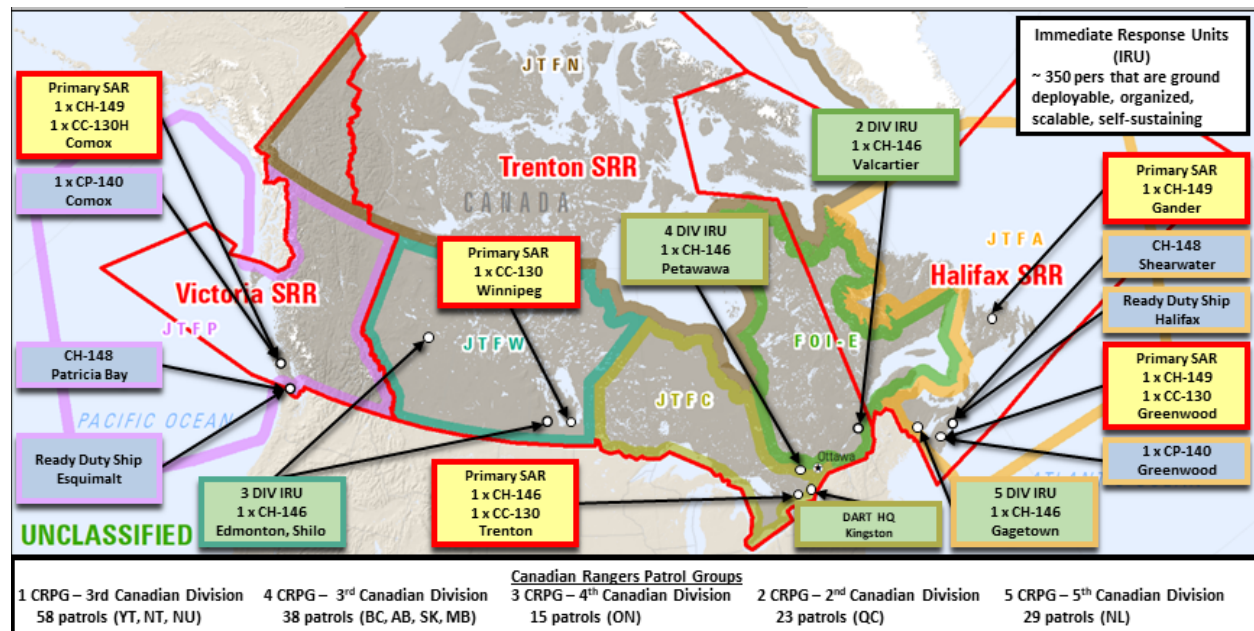 JTFN
Immediate Response Units
(IRU)
~ 350 pers that are ground
deployable, organized,
scalable, self-sustaining
Primary SAR
1 x CH-149
1 x CC-130H
Comox
2 DIV IRU
1 x CH-146
Valcartier
Trenton SRR
CANADA
Primary SAR
1 x CH-149
Gander
1 x CP-140
Comox
4 DIV IRU
1 x CH-146
Petawawa
JTFA
Primary SAR
1 x CC-130
Winnipeg
CH-148
Shearwater
Halifax SRR
Victoria SRR
Ready Duty Ship
Halifax
JTFP
JTFW
FOI-E
CH-148
Patricia Bay
JTFC
Primary SAR
1 x CH-149
1 x CC-130
Greenwood
PACIFIC OCEAN
Ready Duty Ship
Esquimalt
Ottawa
1 x CP-140
Greenwood
ATLANT
3 DIV IRU
1 x CH-146
Edmonton, Shilo
Primary SAR
1 x CH-146
1 x CC-130
Trenton
DART HQ
Kingston
5 DIV IRU
1 x CH-146
Gagetown
UNCLASSIFIED
Canadian Rangers Patrol Groups
1 CRPG – 3rd Canadian Division
58 patrols (YT, NT, NU)
4 CRPG – 3rd Canadian Division
38 patrols (BC, AB, SK, MB)
3 CRPG – 4th Canadian Division
15 patrols (ON)
2 CRPG – 2nd Canadian Division
23 patrols (QC)
5 CRPG – 5th Canadian Division
29 patrols (NL)